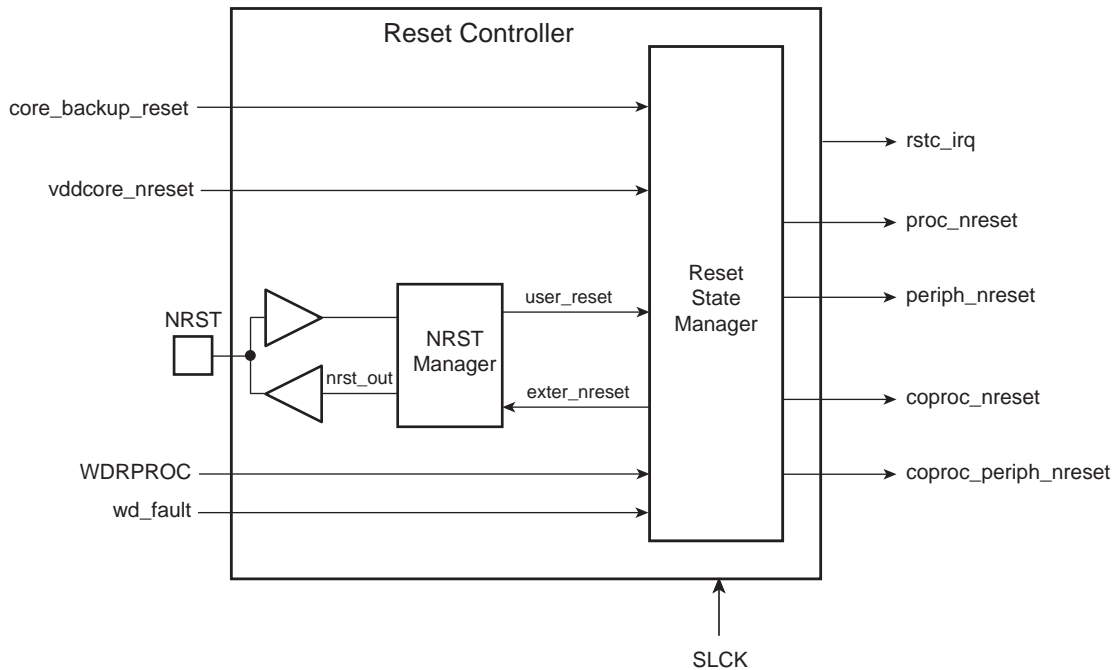 Reset Controller
core_backup_reset
rstc_irq
vddcore_nreset
proc_nreset
Reset
State
Manager
periph_nreset
user_reset
NRST
NRST
Manager
nrst_out
exter_nreset
coproc_nreset
WDRPROC
coproc_periph_nreset
wd_fault
SLCK